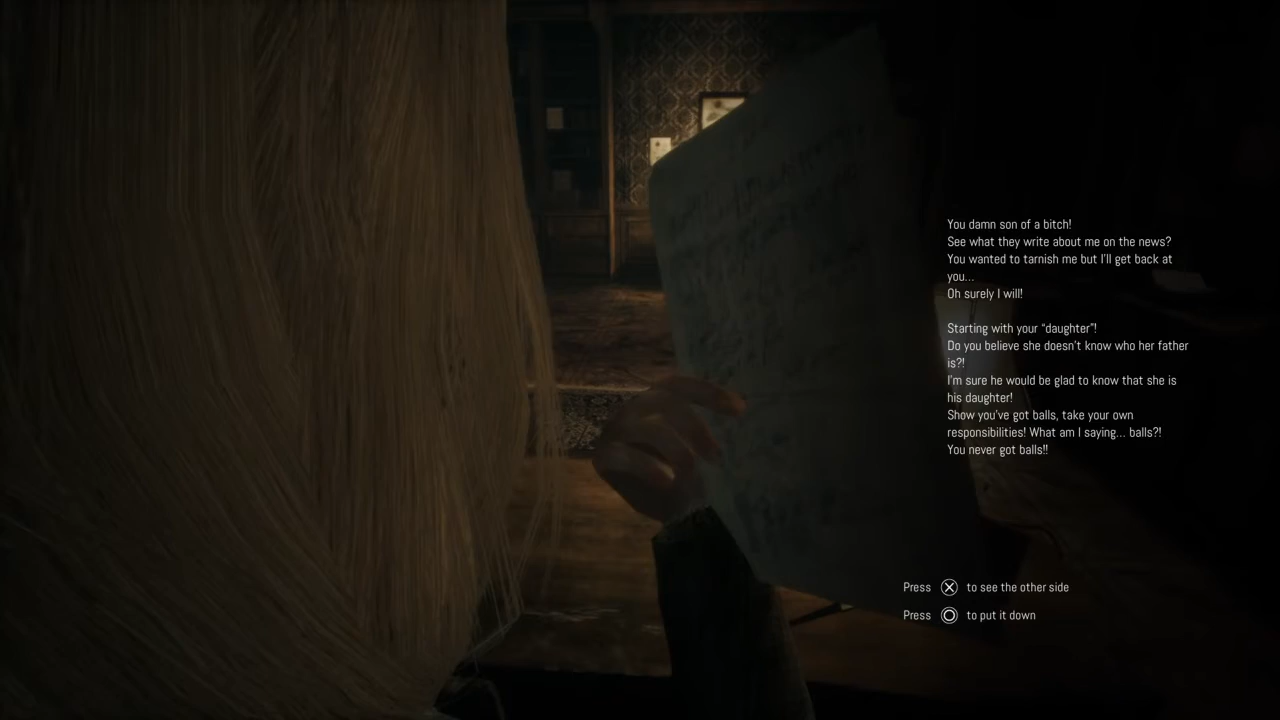 You damn son of a bitch!
See what they write about me on the news?
You wanted to tarnish me but I'll get back at
you...
Oh surely I will!
Starting with your “daughter”!
Do you believe she doesn't know who her father
is?!
I'm sure he would be glad to know that she is
his daughter!
Show you've got balls, take your own
responsibilities! What am I saying... balls?!
You never got balls!!
Press to see the other side
Press to put it down